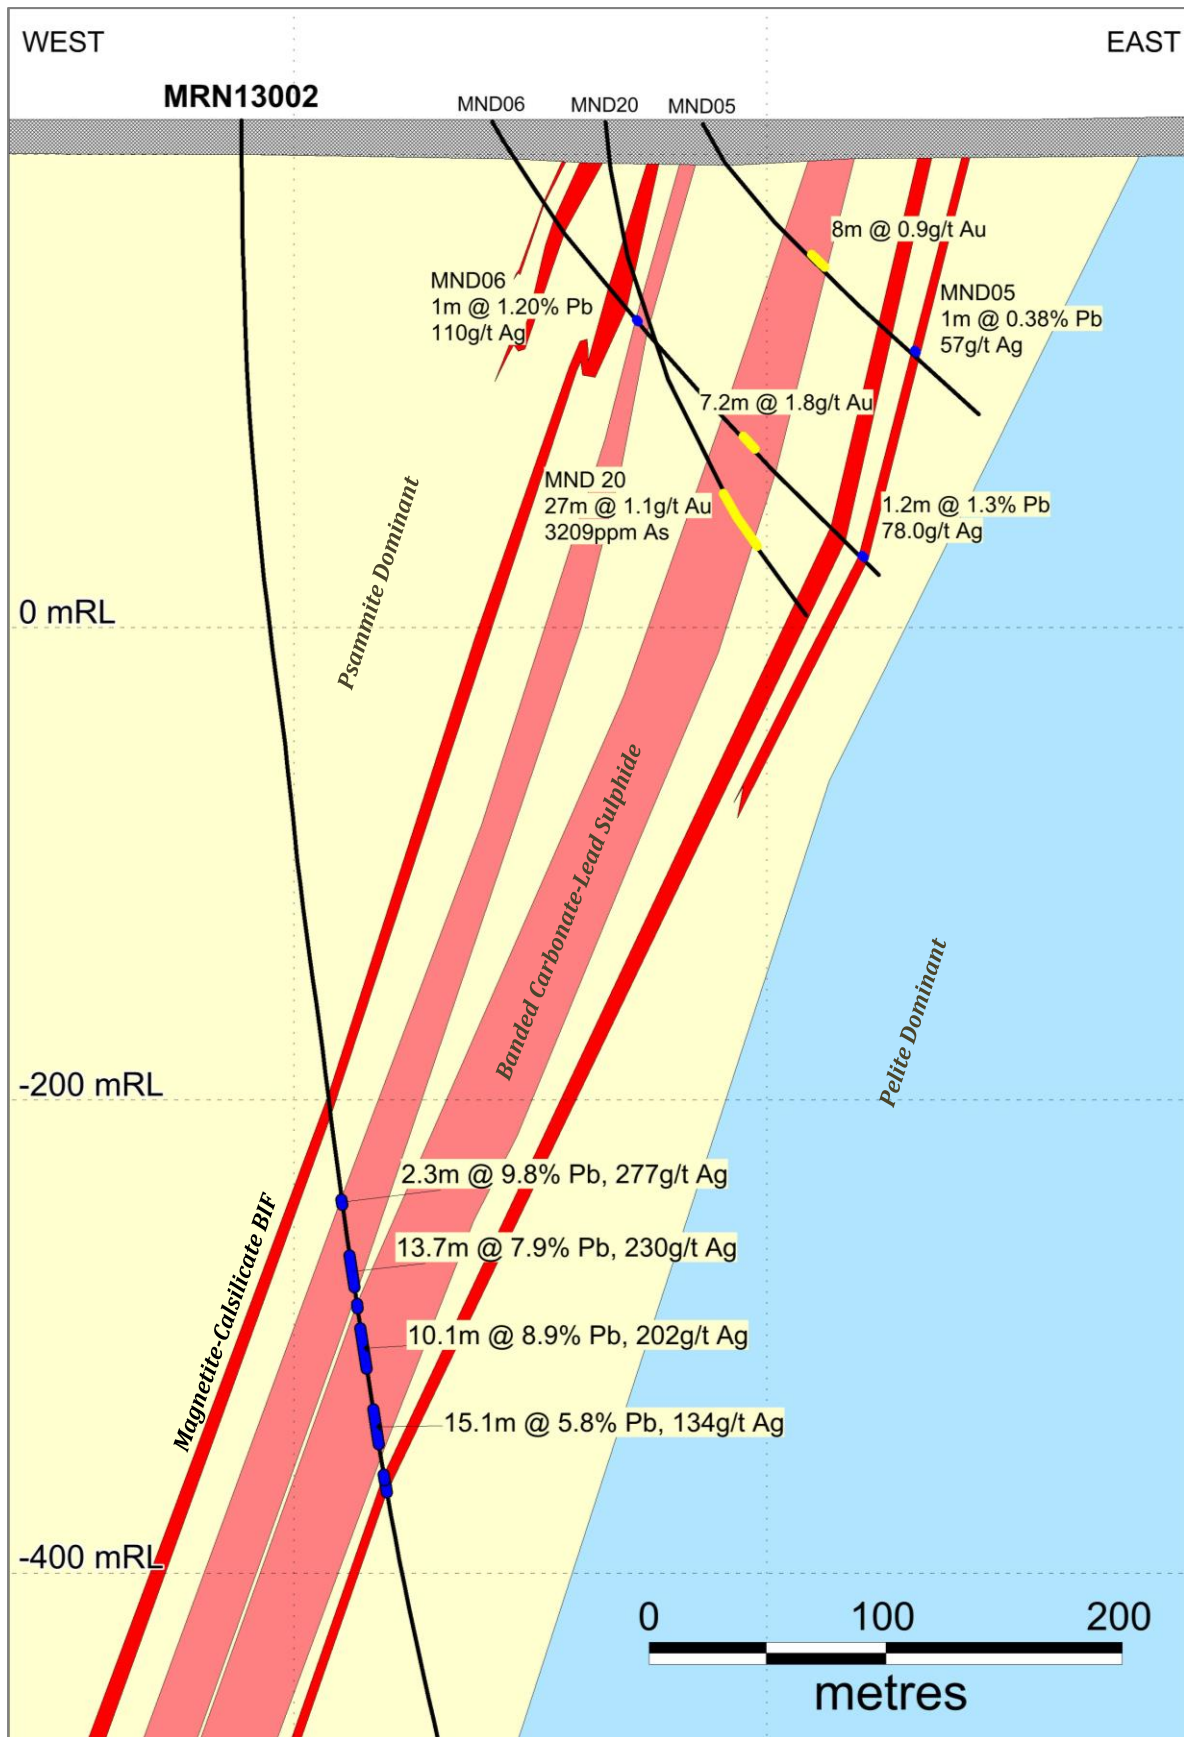 WEST
EAST
MRN13002
MND06
MND20
MND05
8m @ 0.9g/t Au
MND06
1m @ 1.20% Pb
110g/t Ag
MND05
1m @ 0.38% Pb
57g/t Ag
7.2m @ 1.8g/t Au
MND 20
27m @ 1.1g/t Au
3209ppm As
1.2m @ 1.3% Pb
78.0g/t Ag
Psammite Dominant
0 mRL
Banded Carbonate-Lead Sulphide
Pelite Dominant
-200 mRL
2.3m @ 9.8% Pb, 277g/t Ag
13.7m @ 7.9% Pb, 230g/t Ag
Magnetite-Calsilicate BIF
10.1m @ 8.9% Pb, 202g/t Ag
15.1m @ 5.8% Pb, 134g/t Ag
-400 mRL
0 100 200
metres